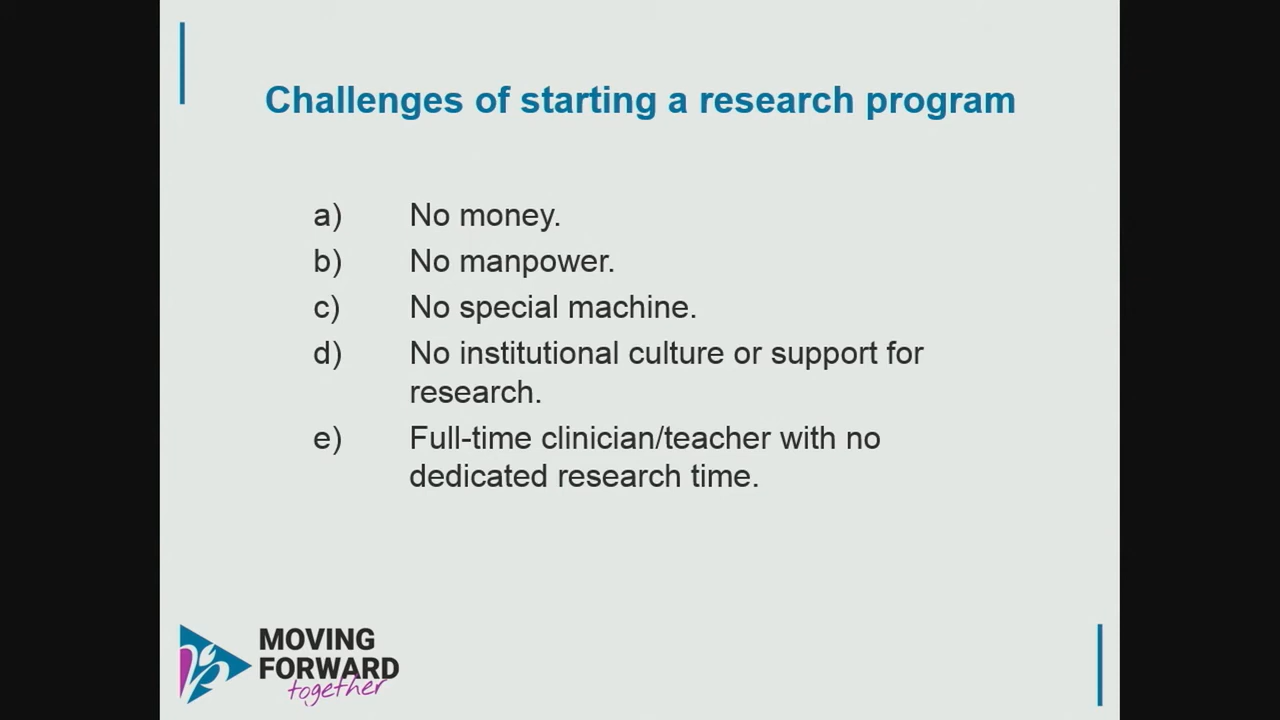 Challenges of starting a research program
a) No money.
b) No manpower.
c) No special machine.
d) No institutional culture or support for
research.
e) Full-time clinician/teacher with no
dedicated research time.
MOVING
FORWARD
together